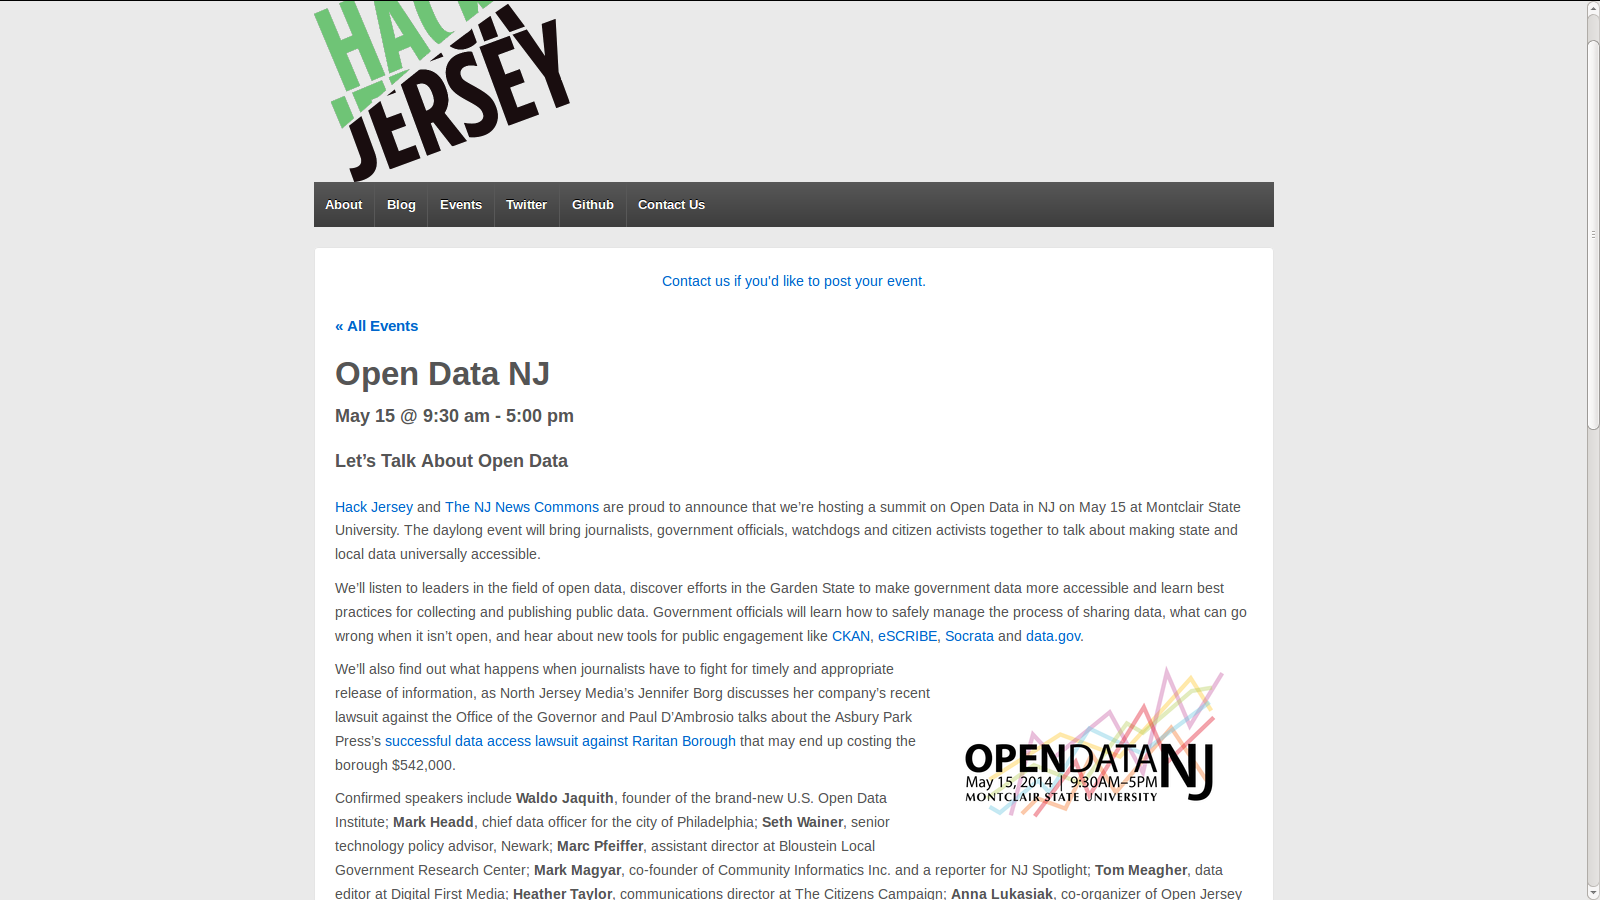 HACK
JERSEY
About Blog Events Twitter Github Contact Us
Contact us if you'd like to post your event.
« All Events
Open Data NJ
May 15 @ 9:30 am - 5:00 pm
Let’s Talk About Open Data
Hack Jersey and The NJ News Commons are proud to announce that we’re hosting a summit on Open Data in NJ on May 15 at Montclair State
University. The daylong event will bring journalists, government officials, watchdogs and citizen activists together to talk about making state and
local data universally accessible.
We’ll listen to leaders in the field of open data, discover efforts in the Garden State to make government data more accessible and learn best
practices for collecting and publishing public data. Government officials will learn how to safely manage the process of sharing data, what can go
wrong when it isn’t open, and hear about new tools for public engagement like CKAN, eSCRIBE, Socrata and data.gov.
We’ll also find out what happens when journalists have to fight for timely and appropriate
release of information, as North Jersey Media’s Jennifer Borg discusses her company’s recent
lawsuit against the Office of the Governor and Paul D’Ambrosio talks about the Asbury Park
Press’s successful data access lawsuit against Raritan Borough that may end up costing the
borough $542,000.
OPENDATANJ
May 15, 2014 | 9:30AM–5PM
MONTCLAIR STATE UNIVERSITY
Confirmed speakers include Waldo Jaquith, founder of the brand-new U.S. Open Data
Institute; Mark Headd, chief data officer for the city of Philadelphia; Seth Wainer, senior
technology policy advisor, Newark; Marc Pfeiffer, assistant director at Bloustein Local
Government Research Center; Mark Magyar, co-founder of Community Informatics Inc. and a reporter for NJ Spotlight; Tom Meagher, data
editor at Digital First Media; Heather Taylor, communications director at The Citizens Campaign; Anna Lukasiak, co-organizer of Open Jersey